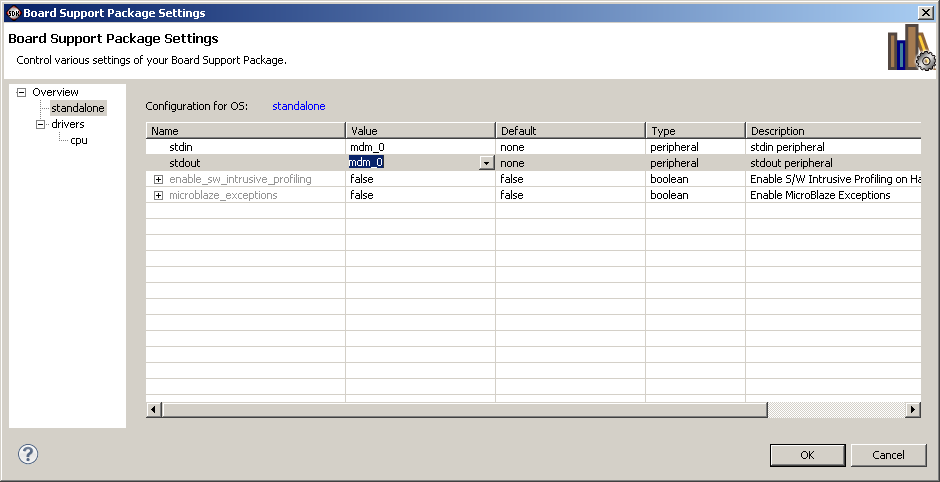 Board Support Package Settings
Board Support Package Settings
Control various settings of your Board Support Package.
Overview
standalone
drivers
cpu
Configuration for OS: standalone
Name Value Default Type Description
stdin mdm_0 none peripheral stdin peripheral
stdout mdm_0 none peripheral stdout peripheral
enable_sw_intrusive_profiling false false boolean Enable S/W Intrusive Profiling on Ha
microblaze_exceptions false false boolean Enable MicroBlaze Exceptions
?
OK Cancel